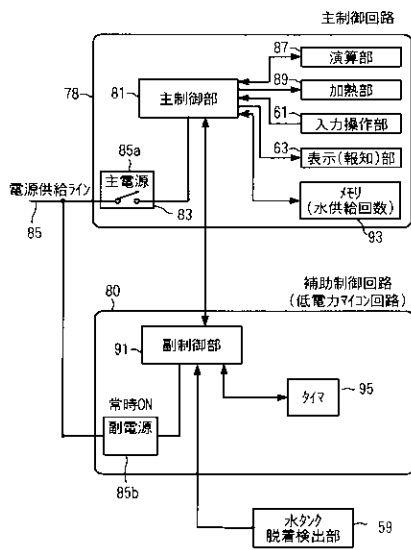 主制御回路
87
演算部
89
加熱部
81
主制御部
61
入力操作部
78
63
表示(報知)部
85a
主電源
電源供給ライン
85
83
メモリ
(水供給回数)
93
80
補助制御回路
(低電力マイコン回路)
91
副制御部
95
タイマ
常時ON
副電源
85b
水タンク
脱着検出部
59